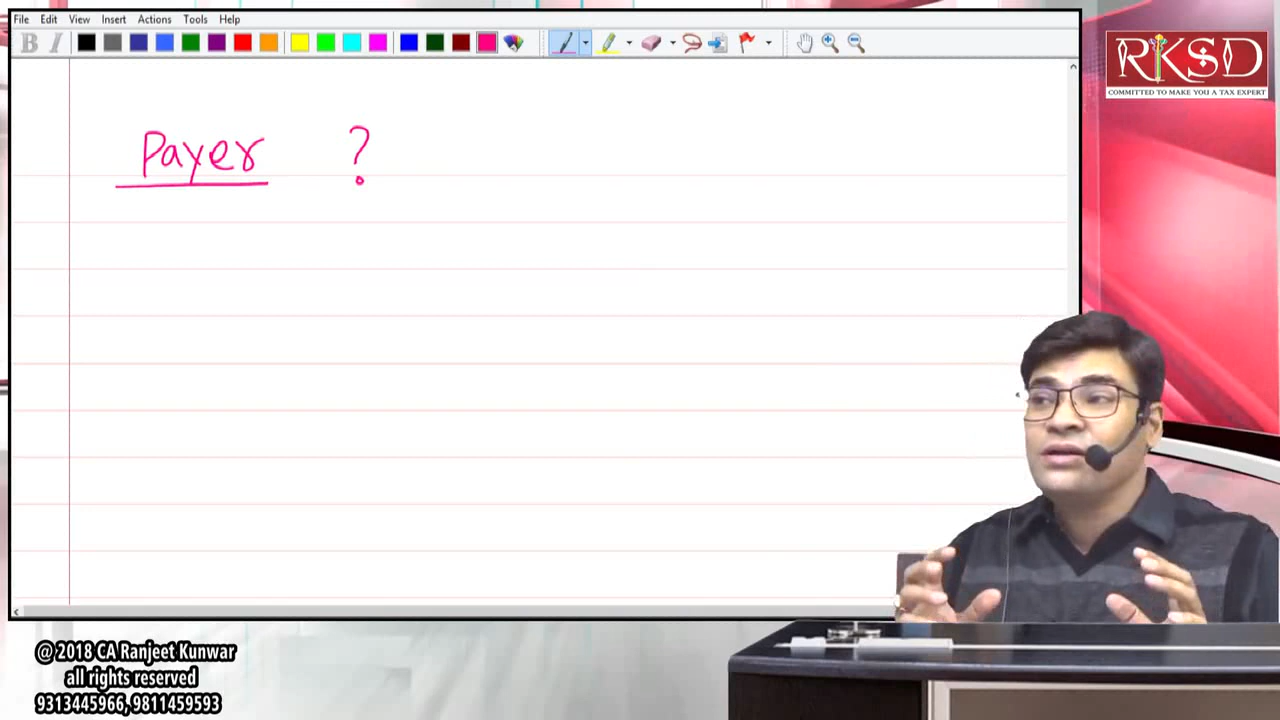 File Edit View Insert Actions Tools Help
B I
RKSD
COMMITTED TO MAKE YOU A TAX EXPERT
Payer ?
@ 2018 CA Ranjeet Kunwar
all rights reserved
9313445966, 9811459593